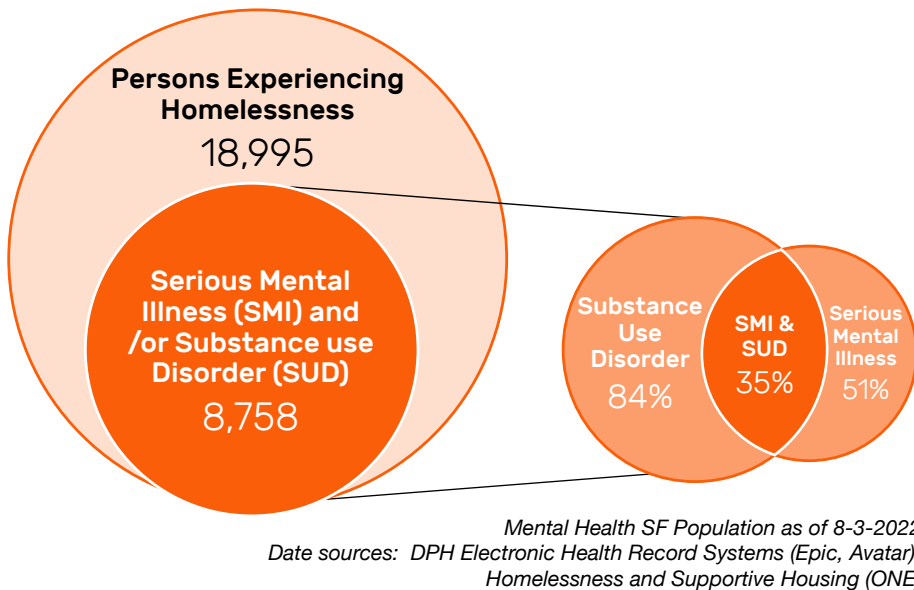 Persons Experiencing
Homelessness
18,995
Serious Mental
Illness (SMI) and
/or Substance use
Disorder (SUD)
8,758
Substance
Use
Disorder
84%
SMI &
SUD
35%
Serious
Mental
Illness
51%
Mental Health SF Population as of 8-3-2022
Date sources: DPH Electronic Health Record Systems (Epic, Avatar)
Homelessness and Supportive Housing (ONE